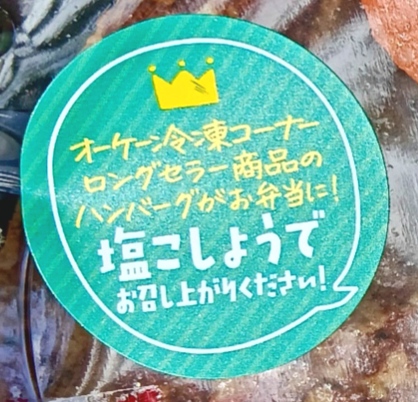 オーケー冷凍コーナー
ロングセラー商品の
ハンバーグがお弁当に！
塩こしょうで
お召し上がりください！